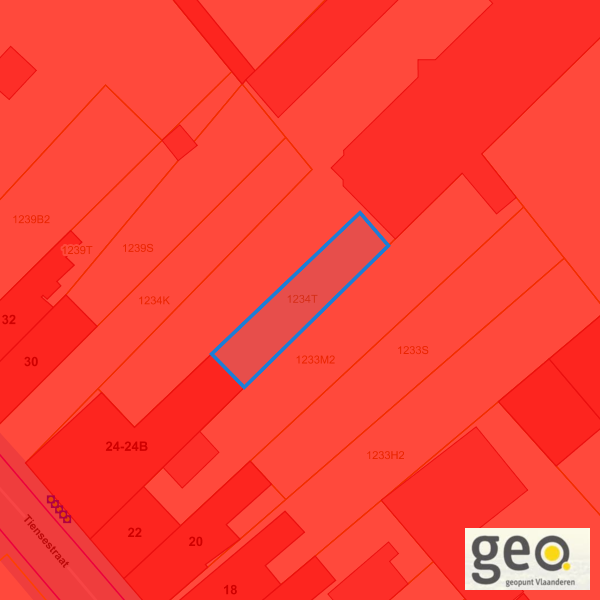 1239B2
1239T
1239S
1234K
1234T
1233M2
1233S
1233H2
32
30
24-24B
22
20
18
Tiensestraat
geo
geopunt Vlaanderen